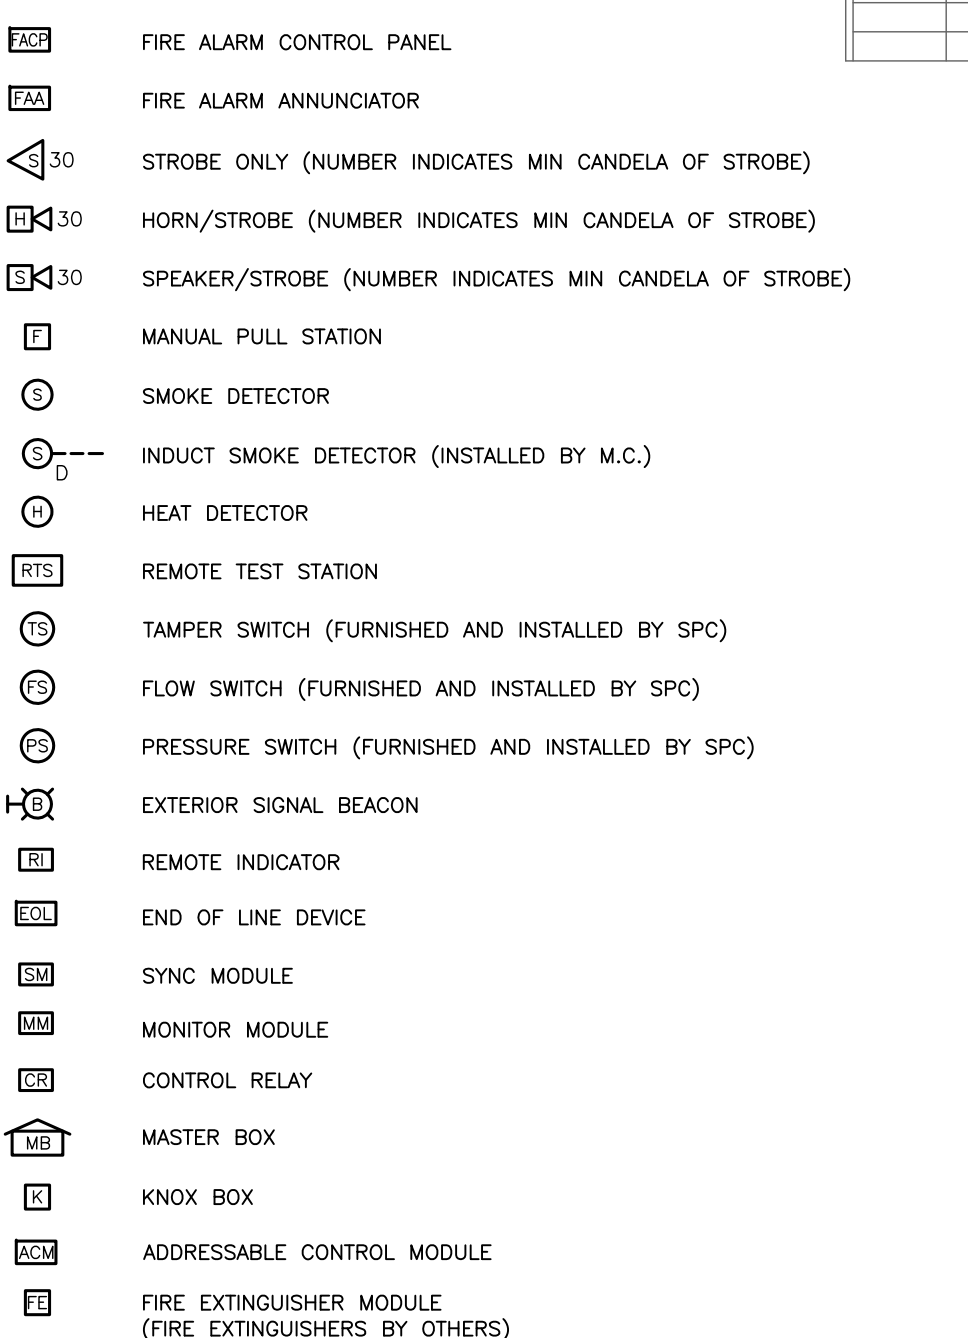 FACP FIRE ALARM CONTROL PANEL
FAA FIRE ALARM ANNUNCIATOR
S 30 STROBE ONLY (NUMBER INDICATES MIN CANDELA OF STROBE)
H 30 HORN/STROBE (NUMBER INDICATES MIN CANDELA OF STROBE)
S 30 SPEAKER/STROBE (NUMBER INDICATES MIN CANDELA OF STROBE)
F MANUAL PULL STATION
S SMOKE DETECTOR
S D INDUCT SMOKE DETECTOR (INSTALLED BY M.C.)
H HEAT DETECTOR
RTS REMOTE TEST STATION
TS TAMPER SWITCH (FURNISHED AND INSTALLED BY SPC)
FS FLOW SWITCH (FURNISHED AND INSTALLED BY SPC)
PS PRESSURE SWITCH (FURNISHED AND INSTALLED BY SPC)
B EXTERIOR SIGNAL BEACON
RI REMOTE INDICATOR
EOL END OF LINE DEVICE
SM SYNC MODULE
MM MONITOR MODULE
CR CONTROL RELAY
MB MASTER BOX
K KNOX BOX
ACM ADDRESSABLE CONTROL MODULE
FE FIRE EXTINGUISHER MODULE
(FIRE EXTINGUISHERS BY OTHERS)